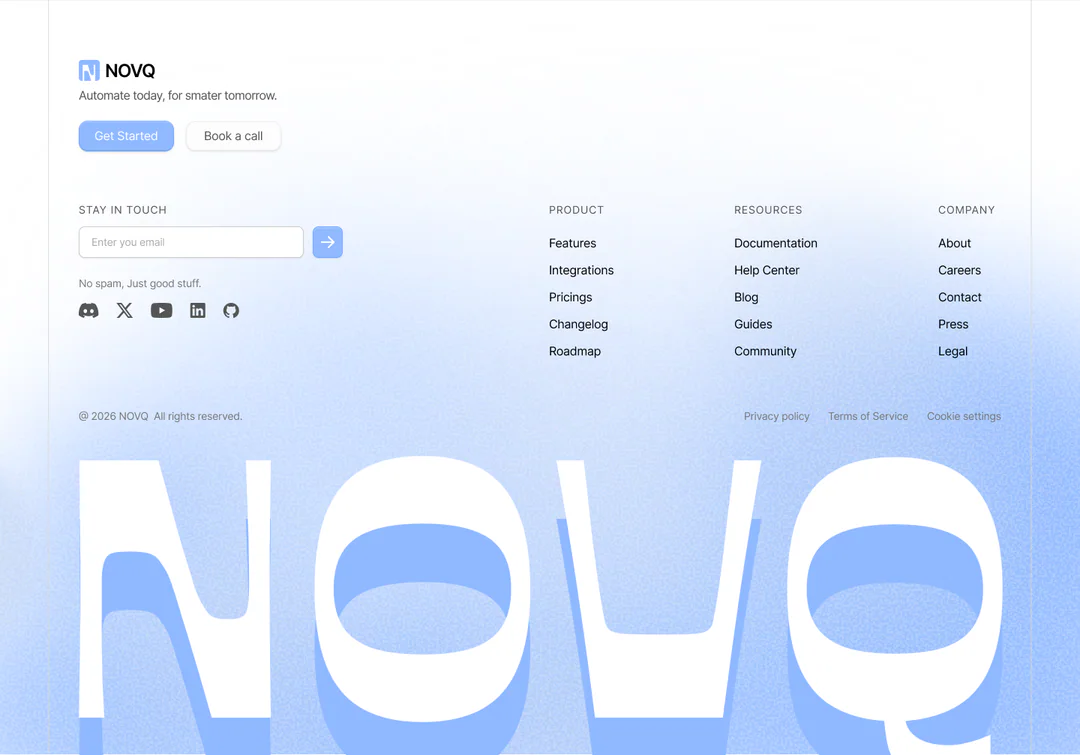 NOVQ
Automate today, for smater tomorrow.
Get Started
Book a call
STAY IN TOUCH
Enter you email
No spam, Just good stuff.
PRODUCT
Features
Integrations
Pricings
Changelog
Roadmap
RESOURCES
Documentation
Help Center
Blog
Guides
Community
COMPANY
About
Careers
Contact
Press
Legal
@ 2026 NOVQ All rights reserved.
Privacy policy
Terms of Service
Cookie settings
NOVQ